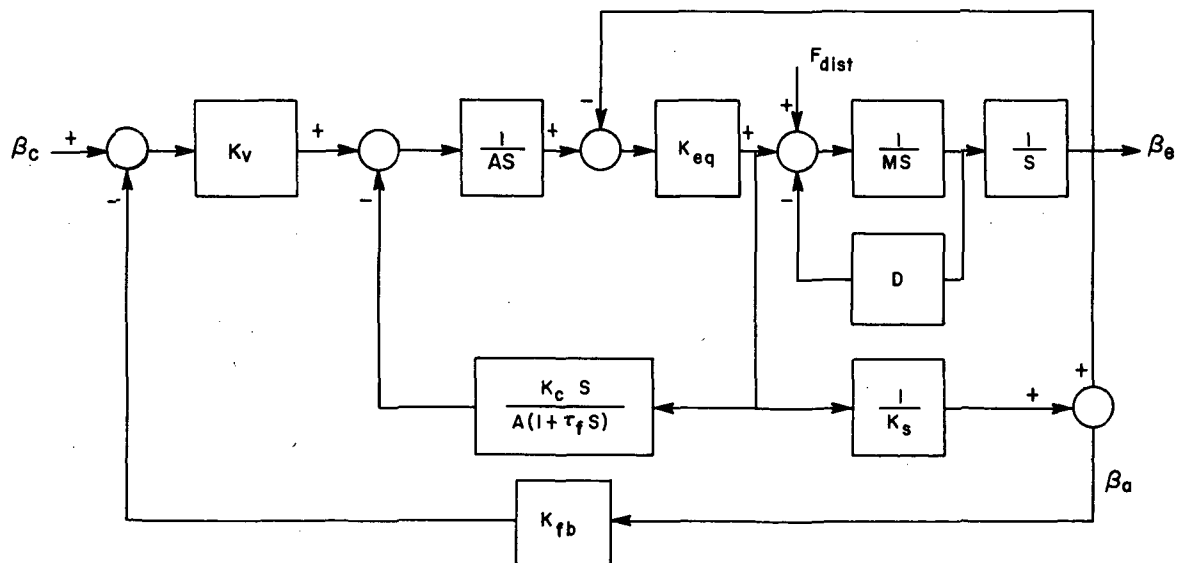 F_dist
β_c + K_V + 1/AS + - K_eq + + 1/MS 1/S β_e
- - -
D
K_c S / A(1 + τ_f S) 1/K_s + +
β_a
K_fb